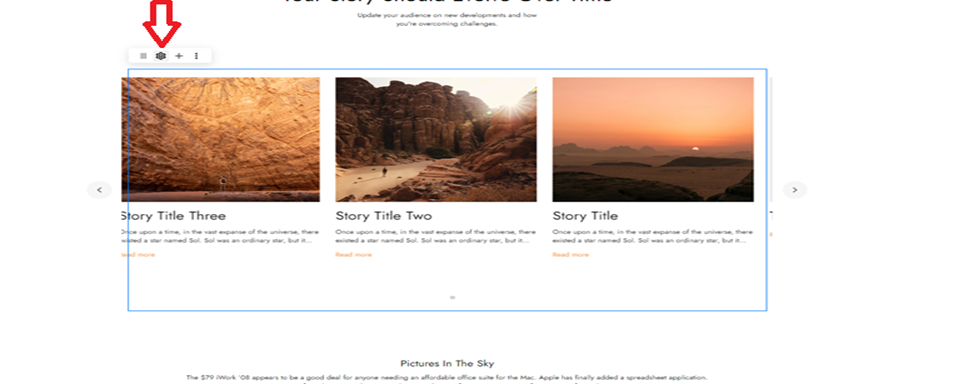 Your Story Should Evolve Over Time
Update your audience on new developments and how
you're overcoming challenges.
Story Title Three
Once upon a time, in the vast expanse of the universe, there
existed a star named Sol. Sol was an ordinary star, but it...
Read more
Story Title Two
Once upon a time, in the vast expanse of the universe, there
existed a star named Sol. Sol was an ordinary star, but it...
Read more
Story Title
Once upon a time, in the vast expanse of the universe, there
existed a star named Sol. Sol was an ordinary star, but it...
Read more
Pictures In The Sky
The $79 iWork '08 appears to be a good deal for anyone needing an affordable office suite for the Mac. Apple has finally added a spreadsheet application.